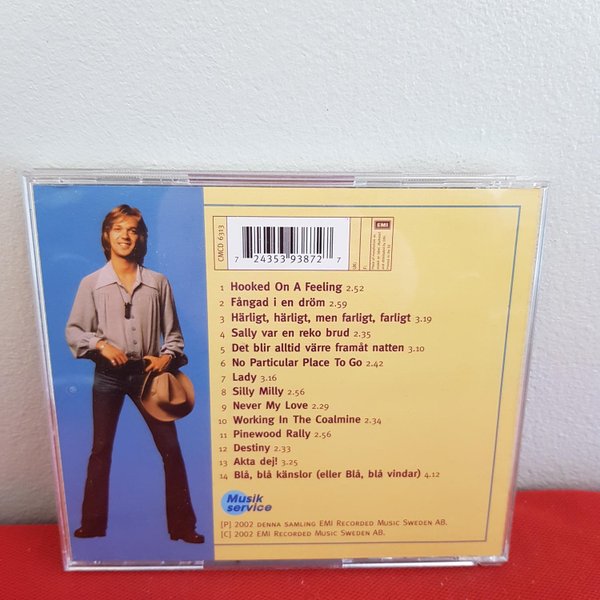 CMCD 6313
EMI
7 24353 93872 7
1 Hooked On A Feeling 2.52
2 Fångad i en dröm 2.59
3 Härligt, härligt, men farligt, farligt 3.19
4 Sally var en reko brud 2.35
5 Det blir alltid värre framåt natten 3.10
6 No Particular Place To Go 2.42
7 Lady 3.16
8 Silly Milly 2.56
9 Never My Love 2.29
10 Working In The Coalmine 2.34
11 Pinewood Rally 2.56
12 Destiny 2.33
13 Akta dej! 3.25
14 Blå, blå känslor (eller Blå, blå vindar) 4.12
Musik
service
[P] 2002 DENNA SAMLING EMI RECORDED MUSIC SWEDEN AB.
[C] 2002 EMI RECORDED MUSIC SWEDEN AB.